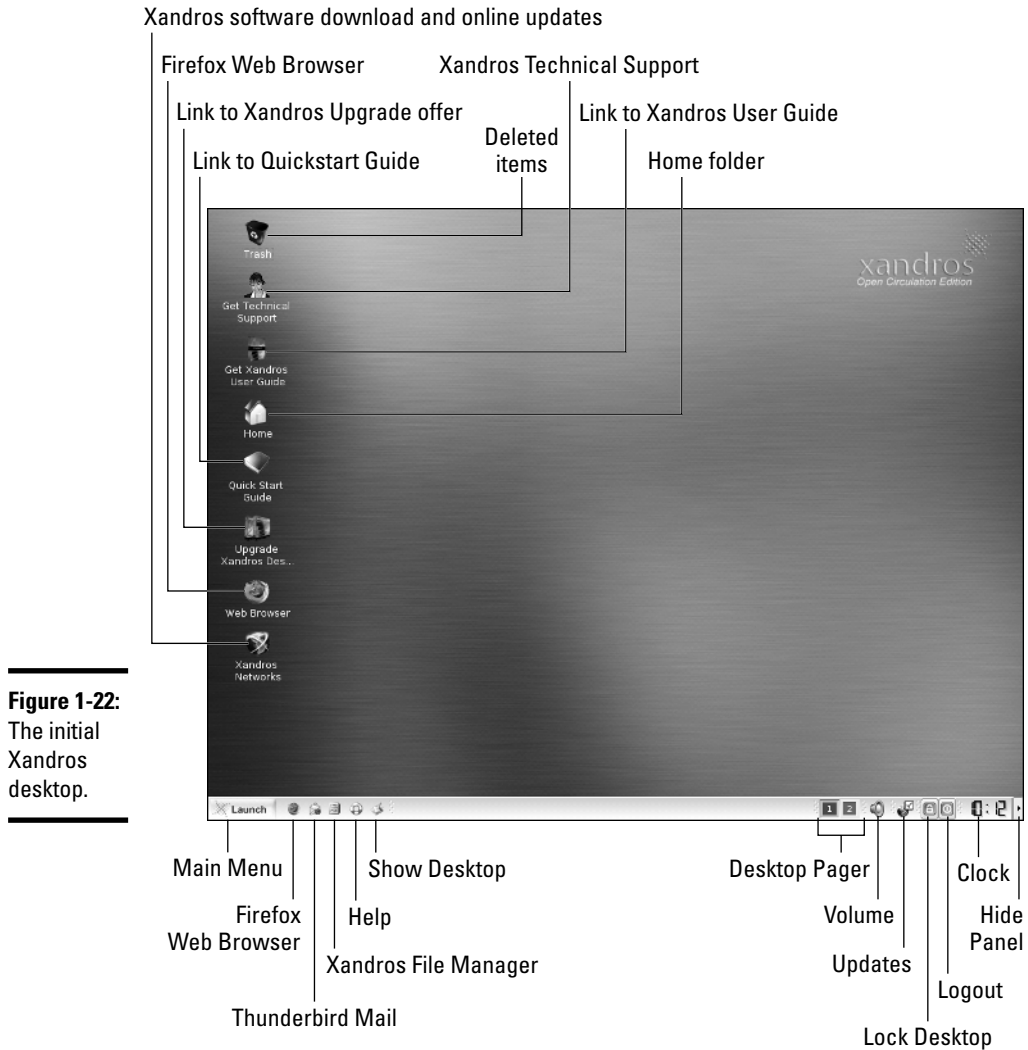 Xandros software download and online updates
Firefox Web Browser
Xandros Technical Support
Link to Xandros Upgrade offer
Link to Xandros User Guide
Deleted
items
Link to Quickstart Guide
Home folder
Trash
xandros
Open Circulation Edition
Get Technical
Support
Get Xandros
User Guide
Home
Quick Start
Guide
Upgrade
Xandros Des...
Web Browser
Xandros
Networks
Figure 1-22:
The initial
Xandros
desktop.
Launch
1 2
0:12
Main Menu
Show Desktop
Desktop Pager
Clock
Firefox
Web Browser
Help
Volume
Hide
Panel
Xandros File Manager
Updates
Logout
Thunderbird Mail
Lock Desktop